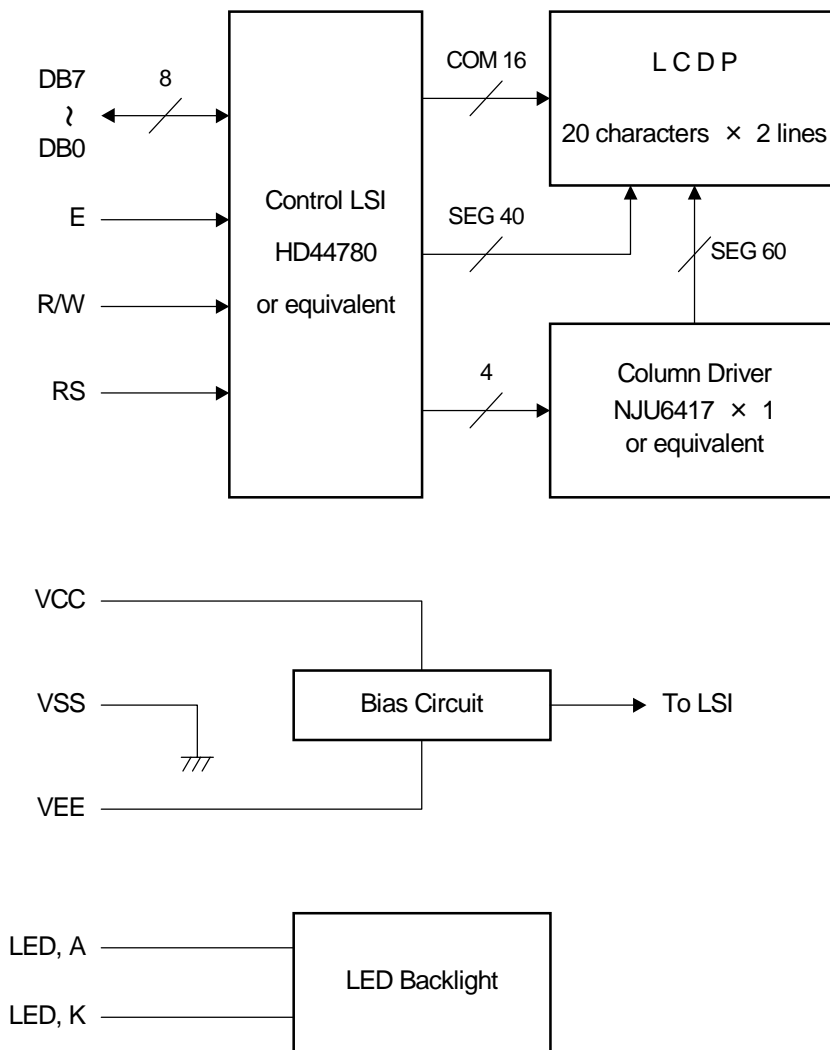 DB7
~
DB0
8
E
R/W
RS
Control LSI
HD44780
or equivalent
COM 16
SEG 40
4
L C D P
20 characters × 2 lines
SEG 60
Column Driver
NJU6417 × 1
or equivalent
VCC
VSS
VEE
Bias Circuit
To LSI
LED, A
LED, K
LED Backlight